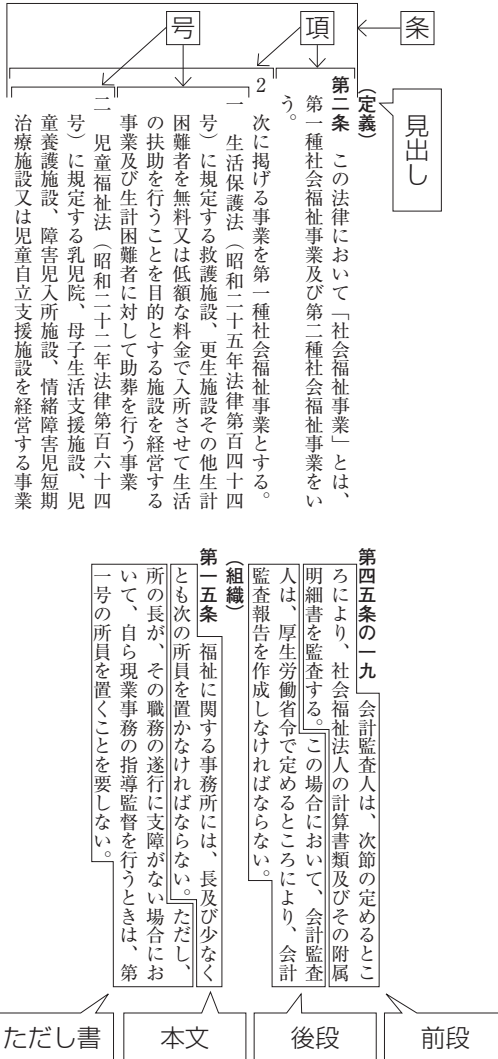 条
項
号
見出し
（定義）
第二条　この法律において「社会福祉事業」とは、
第一種社会福祉事業及び第二種社会福祉事業をい
う。
2　次に掲げる事業を第一種社会福祉事業とする。
一　生活保護法（昭和二十五年法律第百四十四
号）に規定する救護施設、更生施設その他生計
困難者を無料又は低額な料金で入所させて生活
の扶助を行うことを目的とする施設を経営する
事業及び生計困難者に対して助葬を行う事業
二　児童福祉法（昭和二十二年法律第百六十四
号）に規定する乳児院、母子生活支援施設、児
童養護施設、障害児入所施設、情緒障害児短期
治療施設又は児童自立支援施設を経営する事業
第四五条の一九　会計監査人は、次節の定めるとこ
ろにより、社会福祉法人の計算書類及びその附属
明細書を監査する。この場合において、会計監査
人は、厚生労働省令で定めるところにより、会計
監査報告を作成しなければならない。
（組織）
第一五条　福祉に関する事務所には、長及び少なく
とも次の所員を置かなければならない。ただし、
所の長が、その職務の遂行に支障がない場合にお
いて、自ら現業事務の指導監督を行うときは、第
一号の所員を置くことを要しない。
前段
後段
本文
ただし書